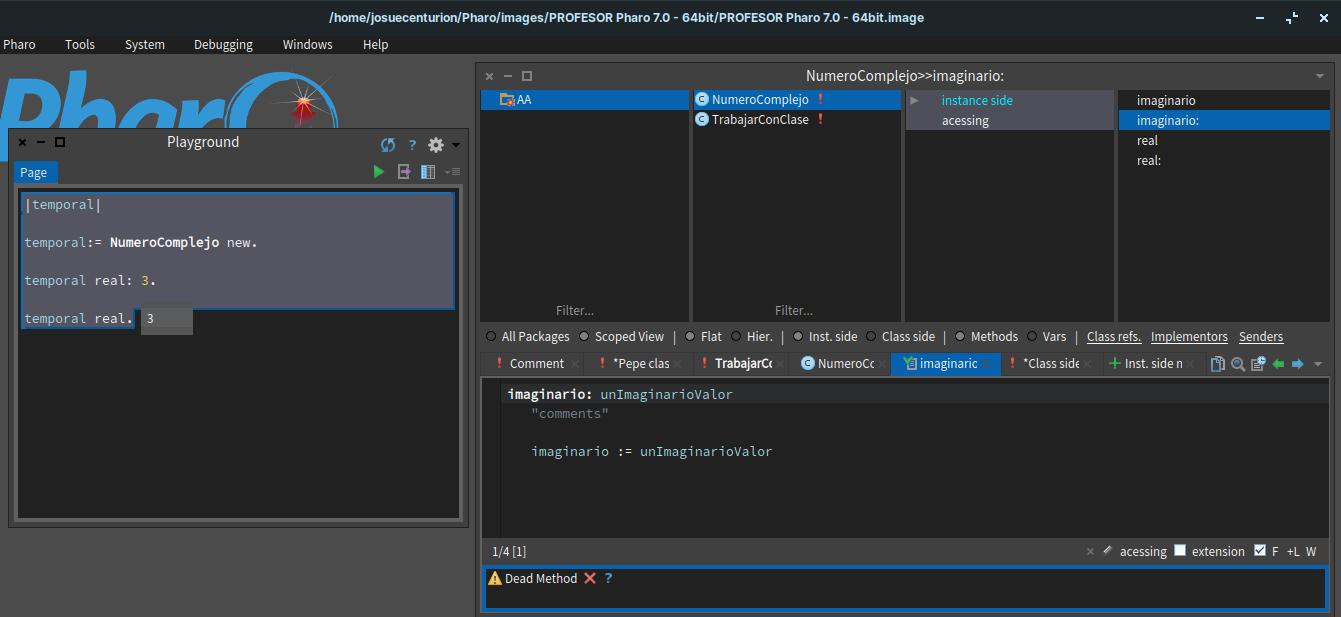 /home/josuecenturion/Pharo/images/PROFESOR Pharo 7.0 - 64bit/PROFESOR Pharo 7.0 - 64bit.image
Pharo Tools System Debugging Windows Help
Pharo
Playground
?
Page
|temporal|
temporal:= NumeroComplejo new.
temporal real: 3.
temporal real. 3
NumeroComplejo>>imaginario:
AA
NumeroComplejo !
TrabajarConClase !
instance side
acessing
imaginario
imaginario:
real
real:
Filter... Filter...
All Packages Scoped View | Flat Hier. | Inst. side Class side | Methods Vars | Class refs. Implementors Senders
! Comment ! *Pepe clas ! TrabajarCo NumeroCo imaginaric ! *Class side + Inst. side n
imaginario: unImaginarioValor
"comments"
imaginario := unImaginarioValor
1/4 [1] acessing extension F +L W
Dead Method ?